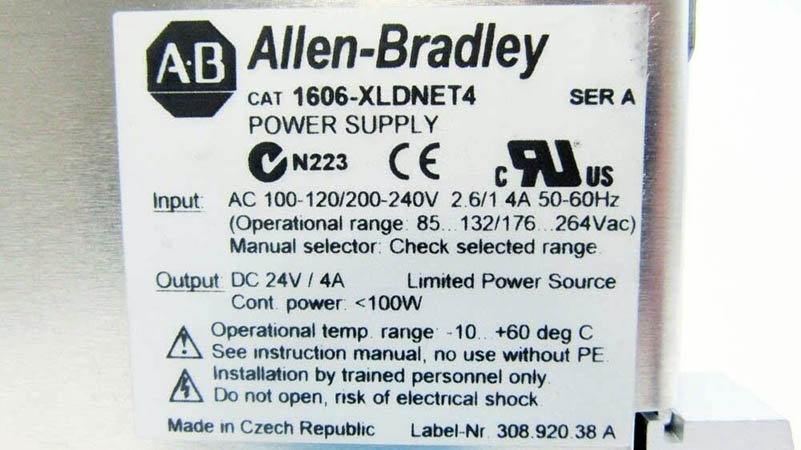 A·B Allen-Bradley
CAT 1606-XLDNET4 SER A
POWER SUPPLY
N223 CE c RU US
Input: AC 100-120/200-240V 2.6/1.4A 50-60Hz
(Operational range: 85...132/176...264Vac)
Manual selector: Check selected range.
Output: DC 24V / 4A Limited Power Source
Cont. power: <100W
Operational temp. range: -10...+60 deg C
See instruction manual, no use without PE.
Installation by trained personnel only.
Do not open, risk of electrical shock.
Made in Czech Republic Label-Nr. 308.920.38 A